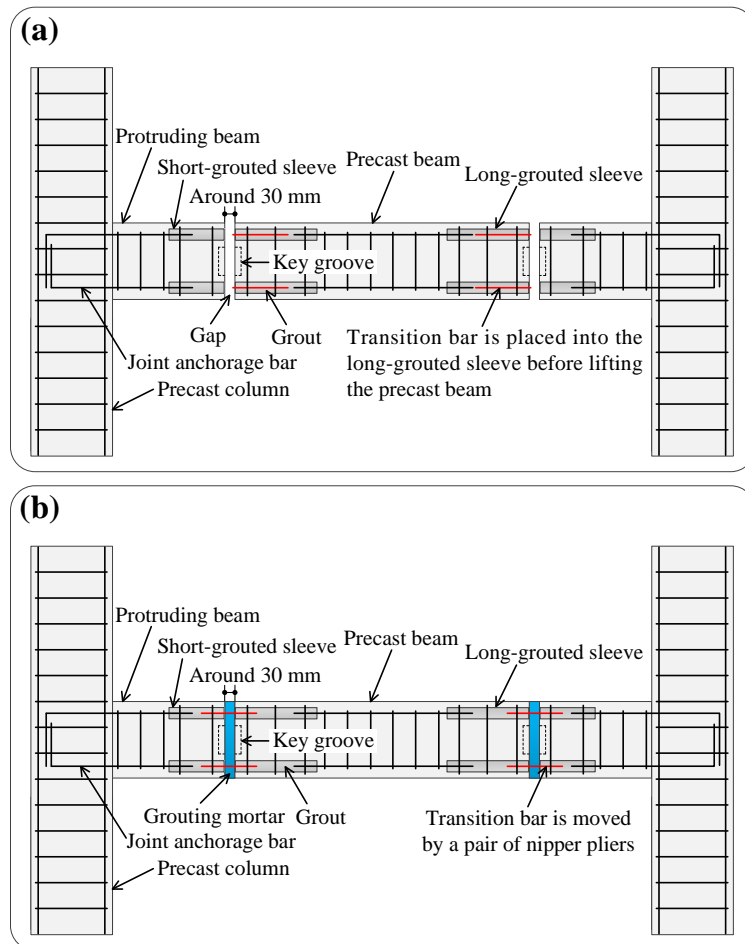 (a)
Protruding beam
Short-grouted sleeve
Around 30 mm
Precast beam
Long-grouted sleeve
Key groove
Gap
Grout
Joint anchorage bar
Precast column
Transition bar is placed into the
long-grouted sleeve before lifting
the precast beam
(b)
Protruding beam
Short-grouted sleeve
Around 30 mm
Precast beam
Long-grouted sleeve
Key groove
Grouting mortar
Grout
Joint anchorage bar
Precast column
Transition bar is moved
by a pair of nipper pliers